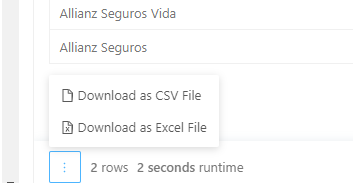 Allianz Seguros Vida
Allianz Seguros
Download as CSV File
Download as Excel File
2 rows 2 seconds runtime